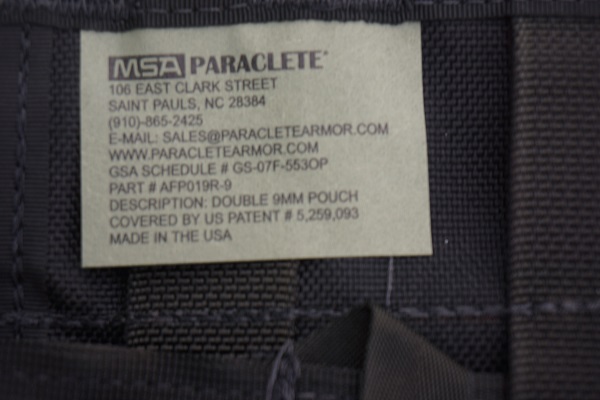 MSA PARACLETE®
106 EAST CLARK STREET
SAINT PAULS, NC 28384
(910)-865-2425
E-MAIL: SALES@PARACLETEARMOR.COM
WWW.PARACLETEARMOR.COM
GSA SCHEDULE # GS-07F-553OP
PART # AFP019R-9
DESCRIPTION: DOUBLE 9MM POUCH
COVERED BY US PATENT # 5,259,093
MADE IN THE USA